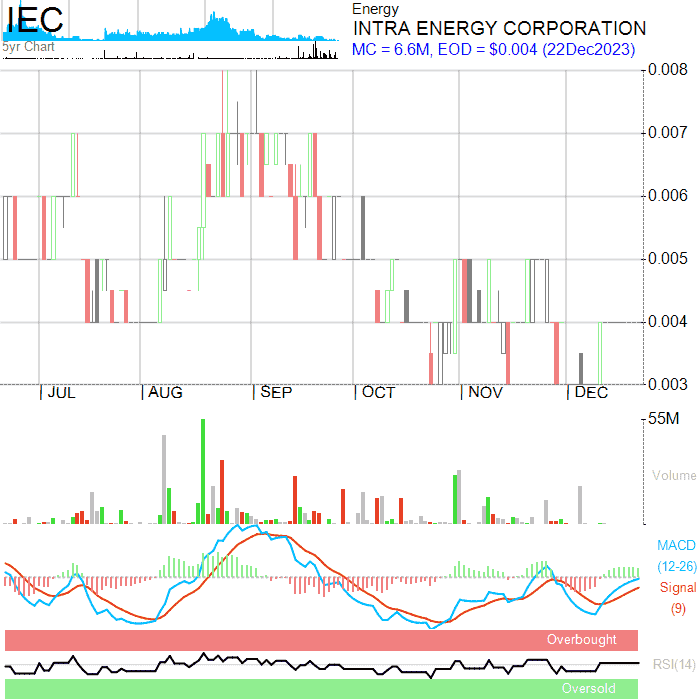 IEC
5yr Chart
Energy
INTRA ENERGY CORPORATION
MC = 6.6M, EOD = $0.004 (22Dec2023)
0.008
0.007
0.006
0.005
0.004
0.003
JUL AUG SEP OCT NOV DEC
55M
Volume
MACD
(12-26)
Signal
(9)
Overbought
RSI(14)
Oversold